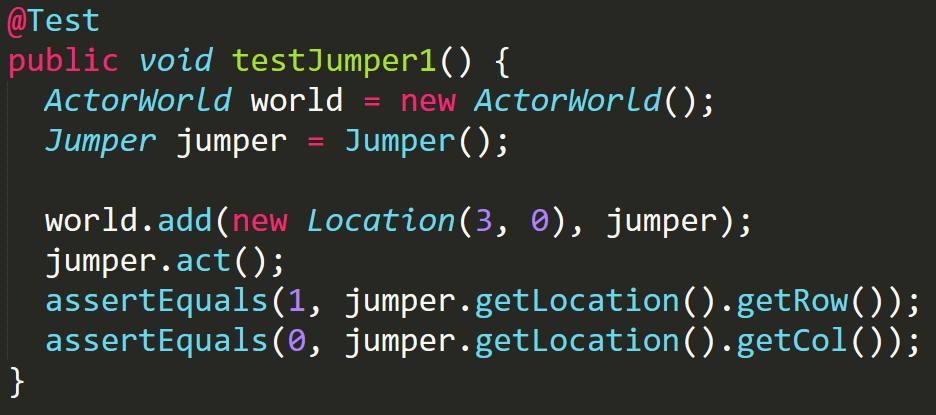 @Test
public void testJumper1() {
  ActorWorld world = new ActorWorld();
  Jumper jumper = Jumper();

  world.add(new Location(3, 0), jumper);
  jumper.act();
  assertEquals(1, jumper.getLocation().getRow());
  assertEquals(0, jumper.getLocation().getCol());
}